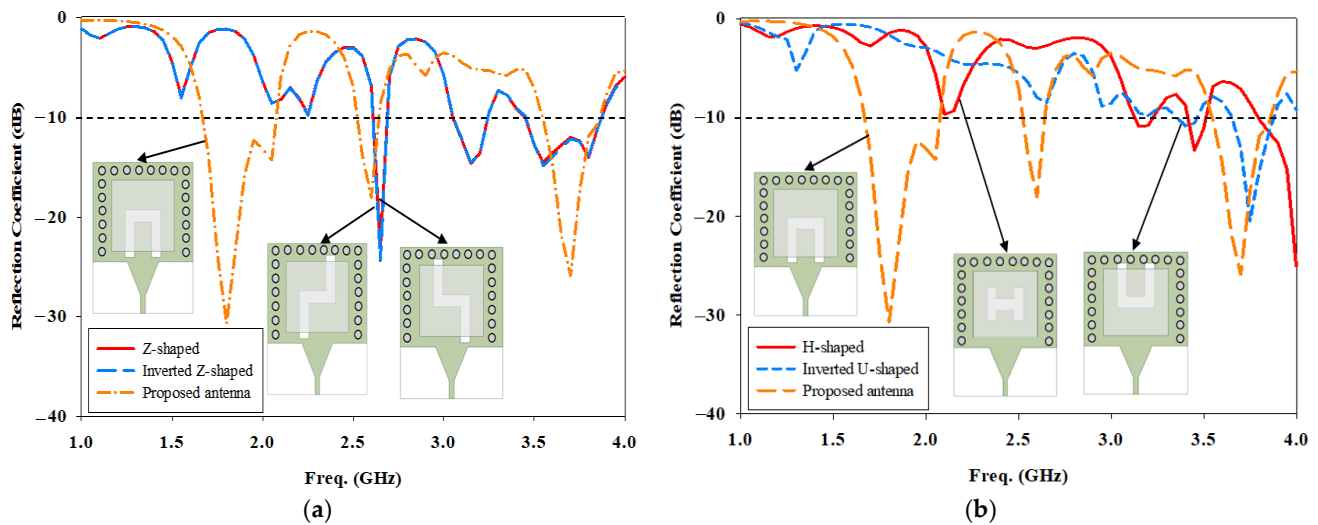 0
−10
−20
−30
−40
Reflection Coefficient (dB)
Z-shaped
Inverted Z-shaped
Proposed antenna
1.0 1.5 2.0 2.5 3.0 3.5 4.0
Freq. (GHz)
(a)
0
−10
−20
−30
−40
Reflection Coefficient (dB)
H-shaped
Inverted U-shaped
Proposed antenna
1.0 1.5 2.0 2.5 3.0 3.5 4.0
Freq. (GHz)
(b)